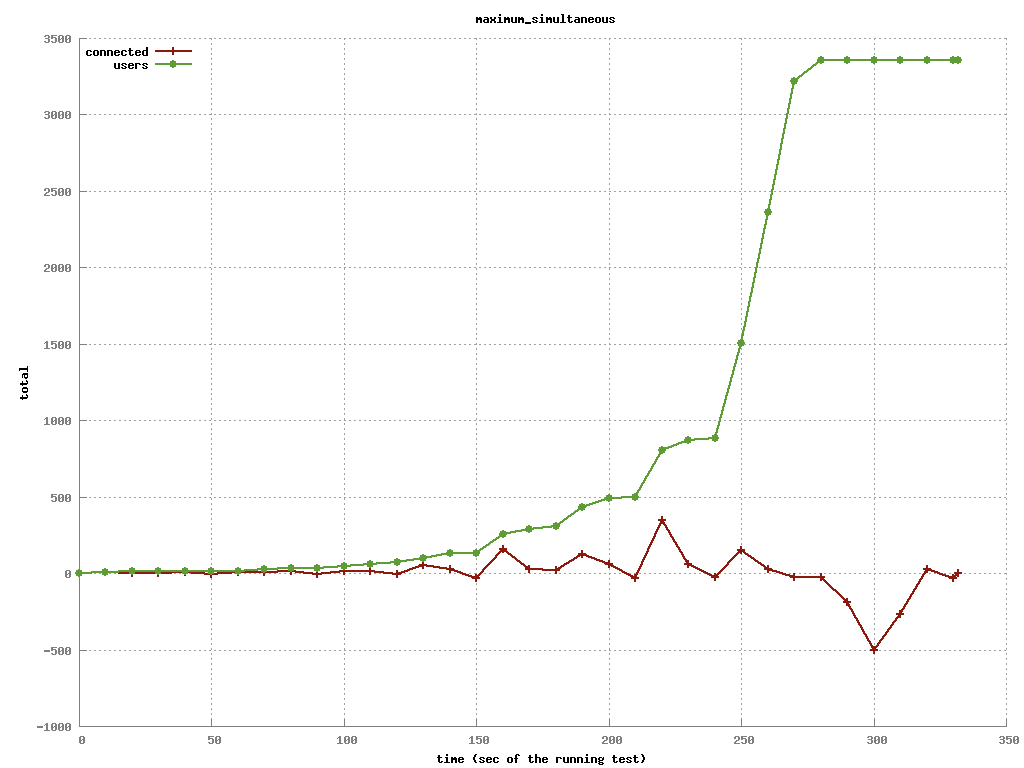 maximum_simultaneous
connected
users
3500
3000
2500
2000
1500
1000
500
0
-500
-1000
total
0 50 100 150 200 250 300 350
time (sec of the running test)